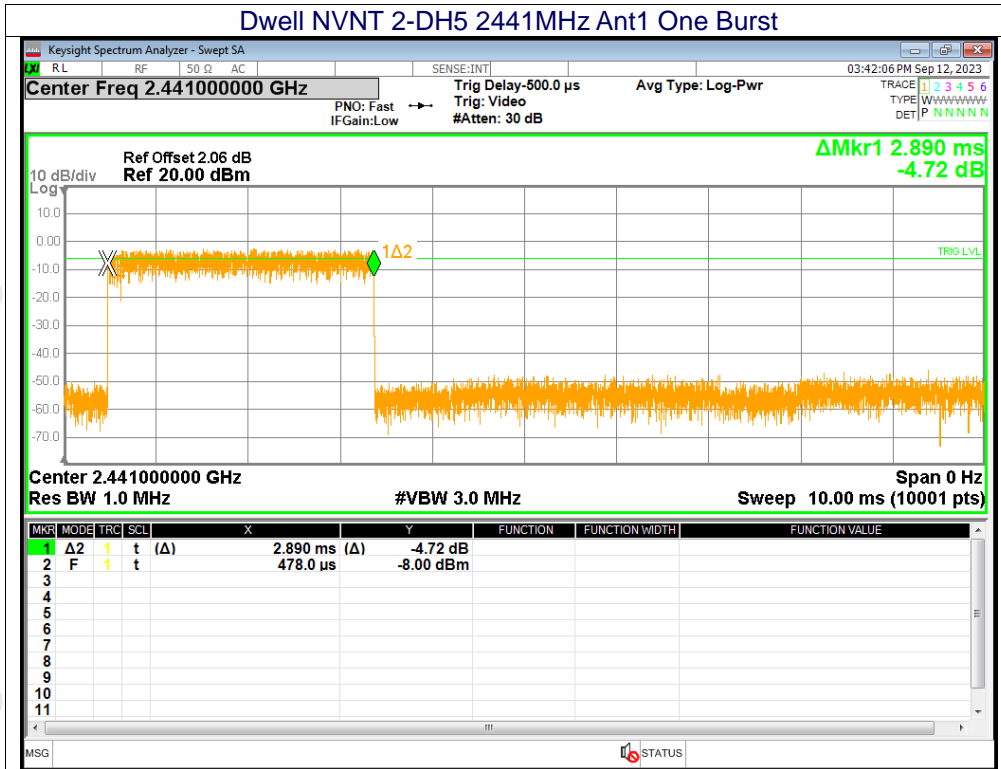 Dwell NVNT 2-DH5 2441MHz Ant1 One Burst
Keysight Spectrum Analyzer - Swept SA
LXI RL RF 50 Ω AC SENSE:INT 03:42:06 PM Sep 12, 2023
Center Freq 2.441000000 GHz
PNO: Fast
IFGain:Low
Trig Delay-500.0 µs
Trig: Video
#Atten: 30 dB
Avg Type: Log-Pwr
TRACE 1 2 3 4 5 6
TYPE WWWWWWW
DET P N N N N N
ΔMkr1 2.890 ms
-4.72 dB
Ref Offset 2.06 dB
10 dB/div Ref 20.00 dBm
Log
10.0
0.00
1Δ2
TRIG LVL
-10.0
-20.0
-30.0
-40.0
-50.0
-60.0
-70.0
Center 2.441000000 GHz Span 0 Hz
Res BW 1.0 MHz #VBW 3.0 MHz Sweep 10.00 ms (10001 pts)
MKR MODE TRC SCL X Y FUNCTION FUNCTION WIDTH FUNCTION VALUE
1 Δ2 1 t (Δ) 2.890 ms (Δ) -4.72 dB
2 F 1 t 478.0 µs -8.00 dBm
3
4
5
6
7
8
9
10
11
MSG STATUS